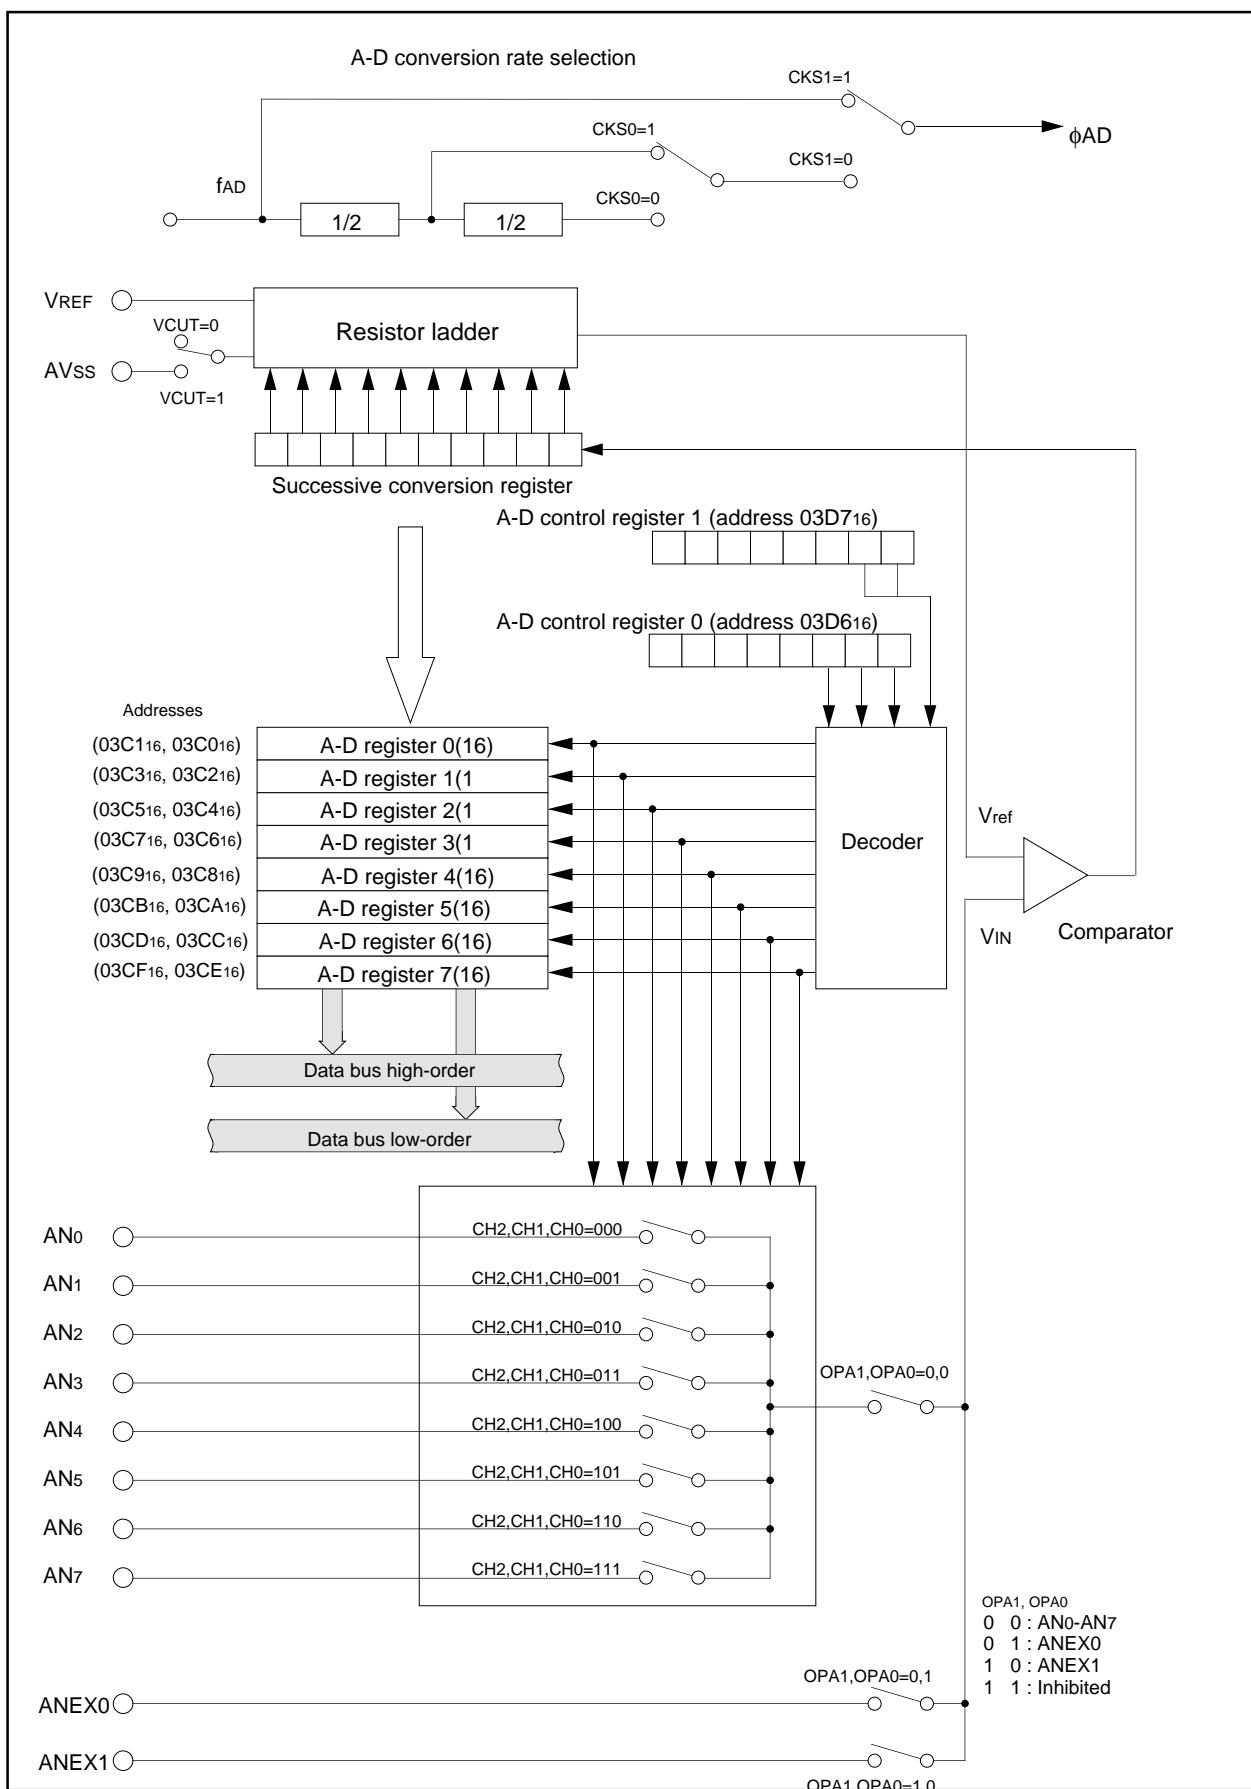 A-D conversion rate selection
CKS1=1
φAD
CKS0=1
CKS1=0
fAD
CKS0=0
1/2
1/2
VREF
VCUT=0
Resistor ladder
AVSS
VCUT=1
Successive conversion register
A-D control register 1 (address 03D716)
A-D control register 0 (address 03D616)
Addresses
(03C116, 03C016)
A-D register 0(16)
(03C316, 03C216)
A-D register 1(1
(03C516, 03C416)
A-D register 2(1
(03C716, 03C616)
A-D register 3(1
(03C916, 03C816)
A-D register 4(16)
(03CB16, 03CA16)
A-D register 5(16)
(03CD16, 03CC16)
A-D register 6(16)
(03CF16, 03CE16)
A-D register 7(16)
Decoder
Vref
VIN
Comparator
Data bus high-order
Data bus low-order
AN0
CH2,CH1,CH0=000
AN1
CH2,CH1,CH0=001
AN2
CH2,CH1,CH0=010
AN3
CH2,CH1,CH0=011
OPA1,OPA0=0,0
AN4
CH2,CH1,CH0=100
AN5
CH2,CH1,CH0=101
AN6
CH2,CH1,CH0=110
AN7
CH2,CH1,CH0=111
OPA1, OPA0
0 0 : AN0-AN7
0 1 : ANEX0
1 0 : ANEX1
1 1 : Inhibited
OPA1,OPA0=0,1
ANEX0
ANEX1
OPA1,OPA0=1,0